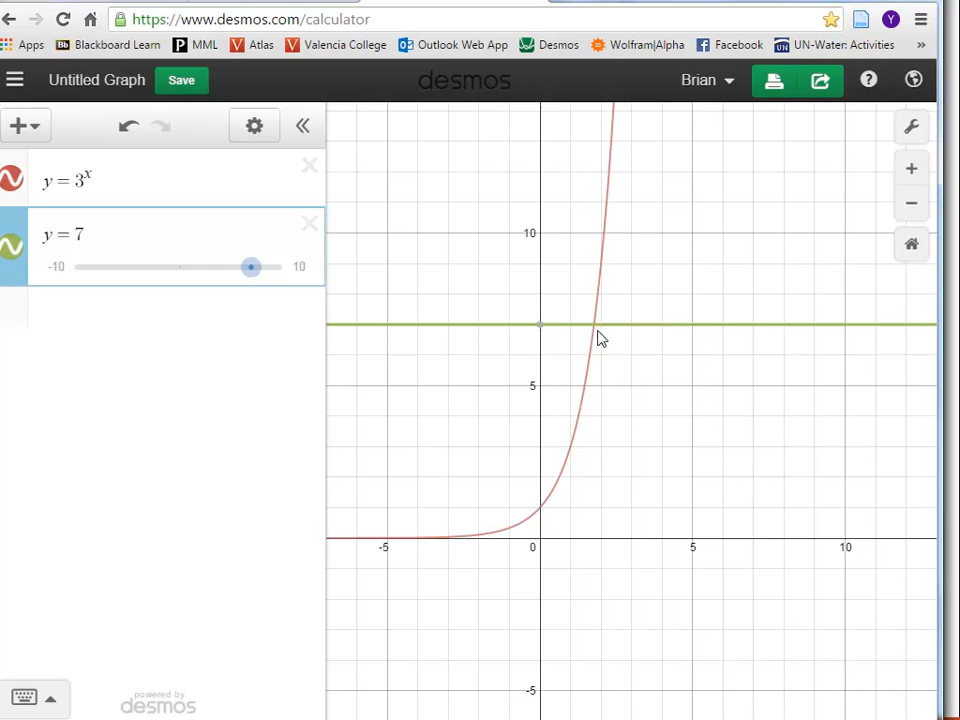 https://www.desmos.com/calculator
Apps Bb Blackboard Learn P MML V Atlas V Valencia College Outlook Web App Desmos Wolfram|Alpha Facebook UN UN-Water: Activities »
Untitled Graph Save desmos Brian ?
y = 3^x
y = 7
-10 10
10
5
-5 0 5 10
-5
powered by
desmos
Y